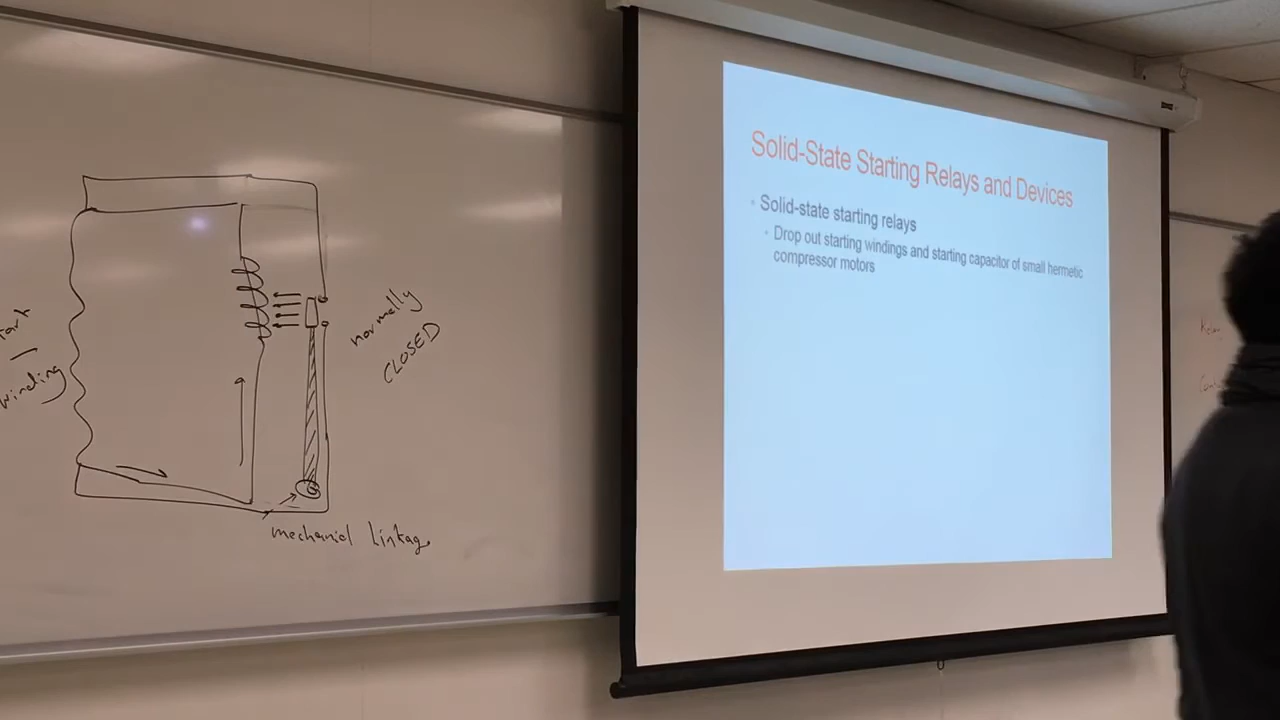 winding
normally
CLOSED
mechanicl linkag
Solid-State Starting Relays and Devices
Solid-state starting relays
Drop out starting windings and starting capacitor of small hermetic
compressor motors